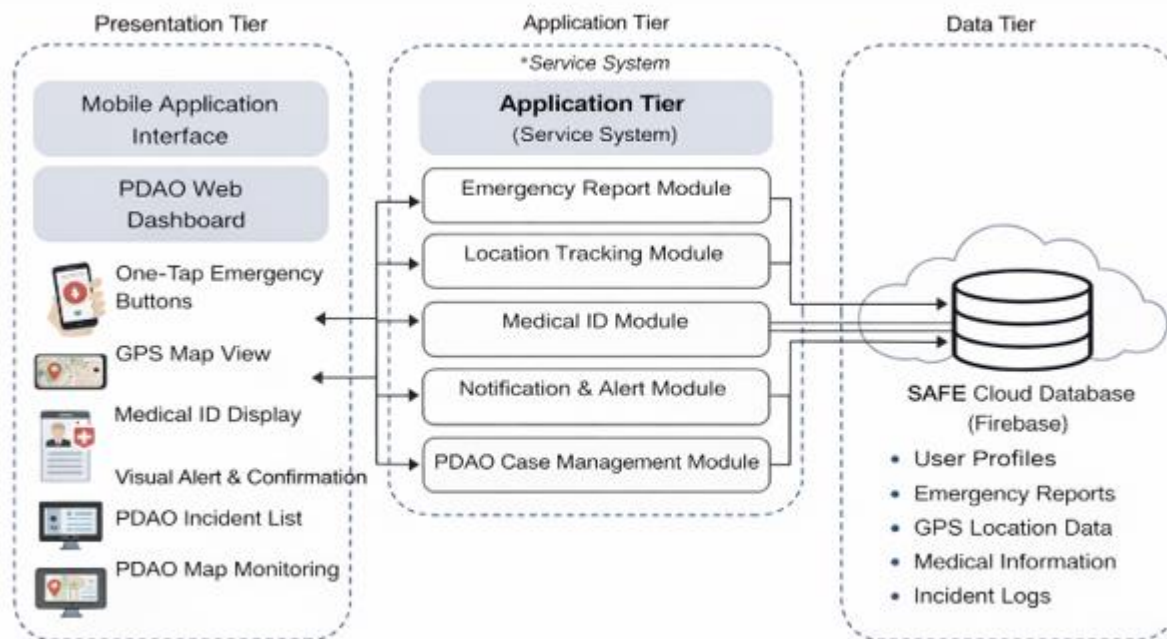 Presentation Tier
Mobile Application
Interface
PDAO Web
Dashboard
One-Tap Emergency
Buttons
GPS Map View
Medical ID Display
Visual Alert & Confirmation
PDAO Incident List
PDAO Map Monitoring
Application Tier
*Service System
Application Tier
(Service System)
Emergency Report Module
Location Tracking Module
Medical ID Module
Notification & Alert Module
PDAO Case Management Module
Data Tier
SAFE Cloud Database
(Firebase)
• User Profiles
• Emergency Reports
• GPS Location Data
• Medical Information
• Incident Logs